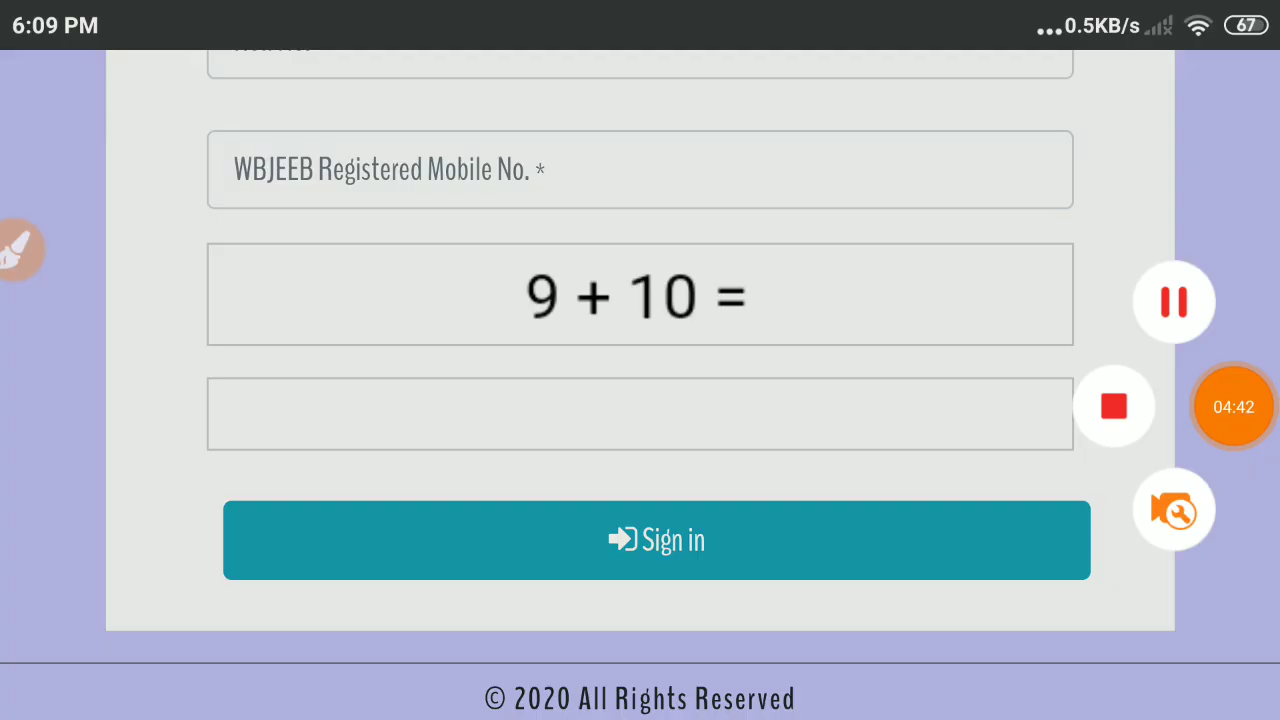 6:09 PM
...0.5KB/s 67
WBJEEB Registered Mobile No. *
9 + 10 =
04:42
Sign in
© 2020 All Rights Reserved